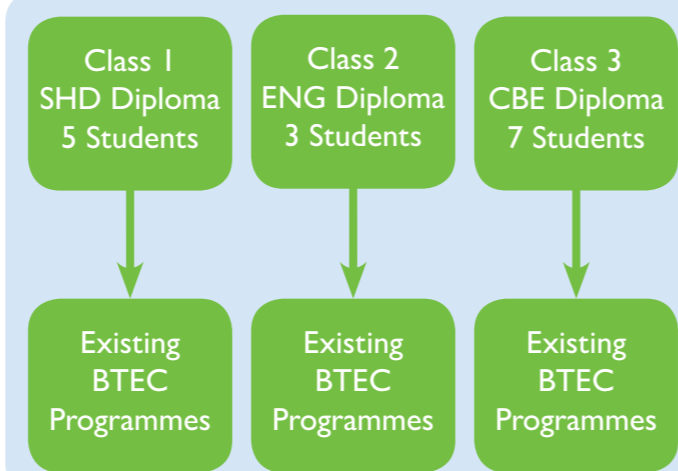 Class 1
SHD Diploma
5 Students
Class 2
ENG Diploma
3 Students
Class 3
CBE Diploma
7 Students
Existing
BTEC
Programmes
Existing
BTEC
Programmes
Existing
BTEC
Programmes